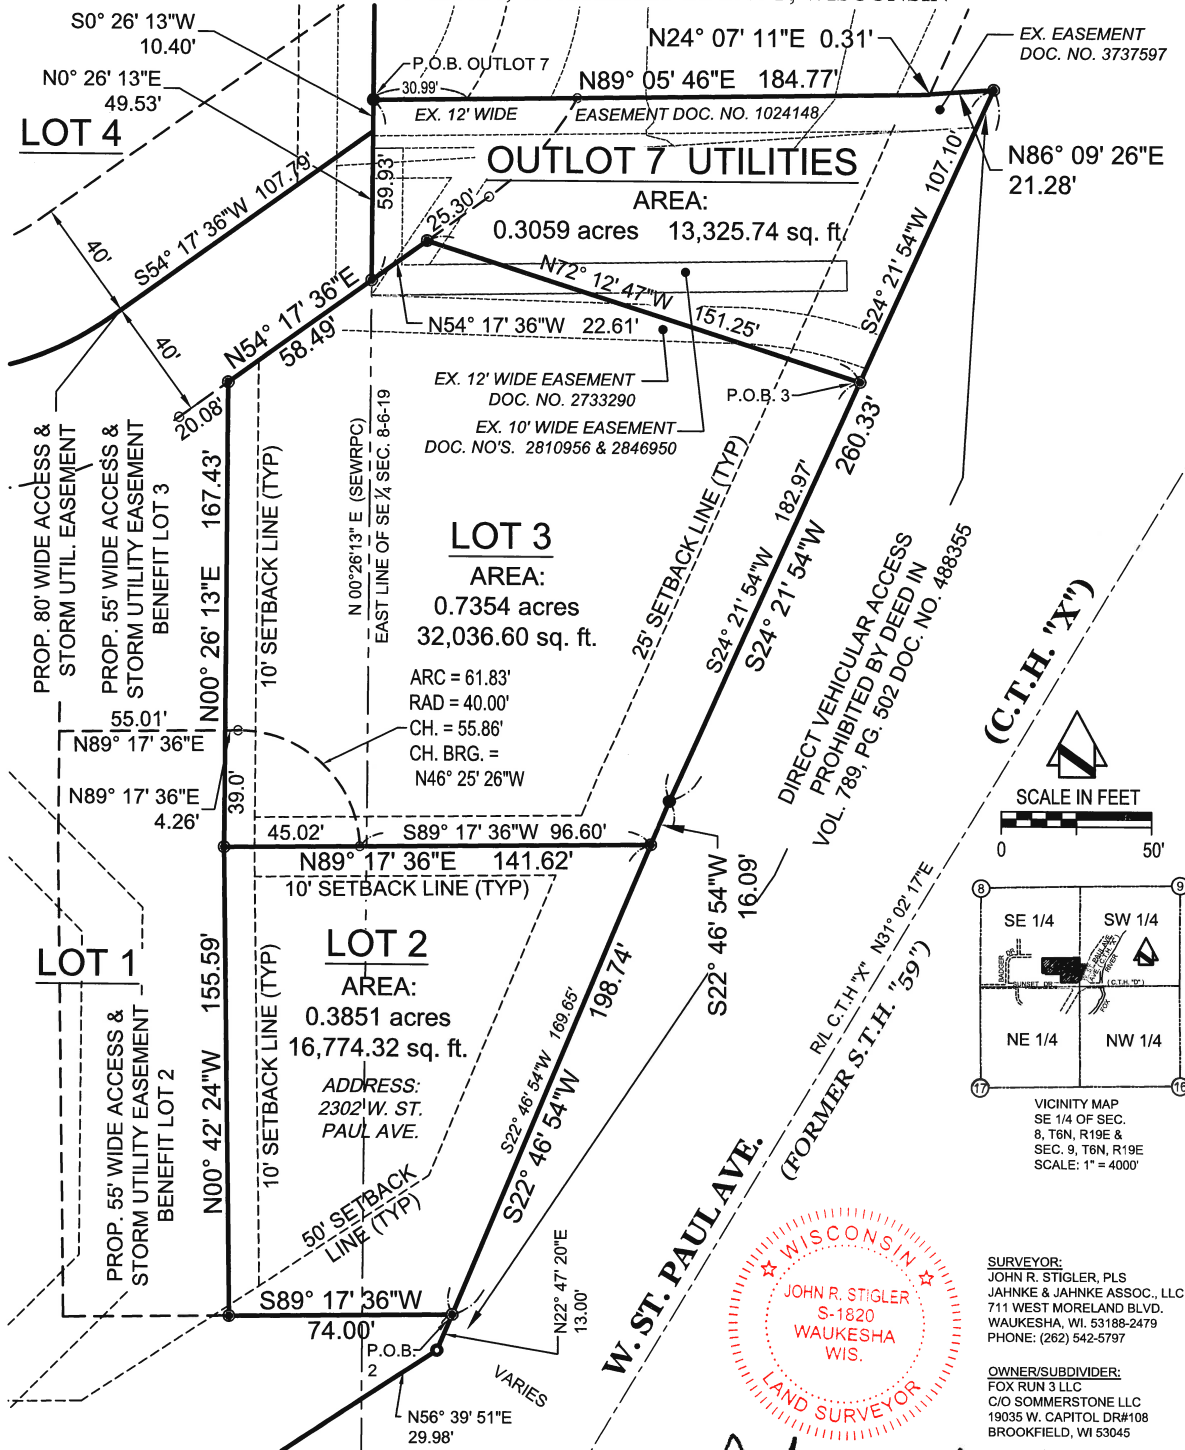 S0° 26' 13"W
10.40'
N0° 26' 13"E
49.53'
LOT 4
P.O.B. OUTLOT 7
30.99'
N24° 07' 11"E 0.31'
N89° 05' 46"E 184.77'
EX. EASEMENT
DOC. NO. 3737597
EX. 12' WIDE EASEMENT DOC. NO. 1024148
N86° 09' 26"E
21.28'
OUTLOT 7 UTILITIES
AREA:
0.3059 acres 13,325.74 sq. ft.
S24° 21' 54"W 107.10'
59.93'
25.30'
S54° 17' 36"W 107.79'
40'
40'
N54° 17' 36"E
58.49'
20.08'
N72° 12' 47"W 151.25'
N54° 17' 36"W 22.61'
EX. 12' WIDE EASEMENT
DOC. NO. 2733290
EX. 10' WIDE EASEMENT
DOC. NO'S. 2810956 & 2846950
P.O.B. 3
260.33'
PROP. 80' WIDE ACCESS &
STORM UTIL. EASEMENT
PROP. 55' WIDE ACCESS &
STORM UTILITY EASEMENT
BENEFIT LOT 3
N00° 26' 13"E 167.43'
10' SETBACK LINE (TYP)
N 00°26'13" E (SEWRPC)
EAST LINE OF SE ¼ SEC. 8-6-19
LOT 3
AREA:
0.7354 acres
32,036.60 sq. ft.
ARC = 61.83'
RAD = 40.00'
CH. = 55.86'
CH. BRG. =
N46° 25' 26"W
25' SETBACK LINE (TYP)
S24° 21' 54"W 182.97'
S24° 21' 54"W
DIRECT VEHICULAR ACCESS
PROHIBITED BY DEED IN
VOL. 789, PG. 502 DOC. NO. 488355
(C.T.H. "X")
55.01'
N89° 17' 36"E
N89° 17' 36"E
4.26'
39.0'
45.02'
S89° 17' 36"W 96.60'
N89° 17' 36"E 141.62'
10' SETBACK LINE (TYP)
S22° 46' 54"W
16.09'
SCALE IN FEET
0 50'
LOT 1
LOT 2
AREA:
0.3851 acres
16,774.32 sq. ft.
ADDRESS:
2302 W. ST.
PAUL AVE.
PROP. 55' WIDE ACCESS &
STORM UTILITY EASEMENT
BENEFIT LOT 2
N00° 42' 24"W 155.59'
10' SETBACK LINE (TYP)
50' SETBACK
LINE (TYP)
S22° 46' 54"W 169.65'
S22° 46' 54"W
198.74'
R/L C.T.H "X" N31° 02' 17"E
W. ST. PAUL AVE.
(FORMER S.T.H. "59")
S89° 17' 36"W
74.00'
P.O.B.
2
N22° 47' 20"E
13.00'
VARIES
N56° 39' 51"E
29.98'
8 9
SE 1/4 SW 1/4
BADGER DR
SUNSET DR
(C.T.H. "D")
FOX RIVER
NE 1/4 NW 1/4
17 16
VICINITY MAP
SE 1/4 OF SEC.
8, T6N, R19E &
SEC. 9, T6N, R19E
SCALE: 1" = 4000'
WISCONSIN
JOHN R. STIGLER
S-1820
WAUKESHA
WIS.
LAND SURVEYOR
SURVEYOR:
JOHN R. STIGLER, PLS
JAHNKE & JAHNKE ASSOC., LLC
711 WEST MORELAND BLVD.
WAUKESHA, WI. 53188-2479
PHONE: (262) 542-5797
OWNER/SUBDIVIDER:
FOX RUN 3 LLC
C/O SOMMERSTONE LLC
19035 W. CAPITOL DR#108
BROOKFIELD, WI 53045